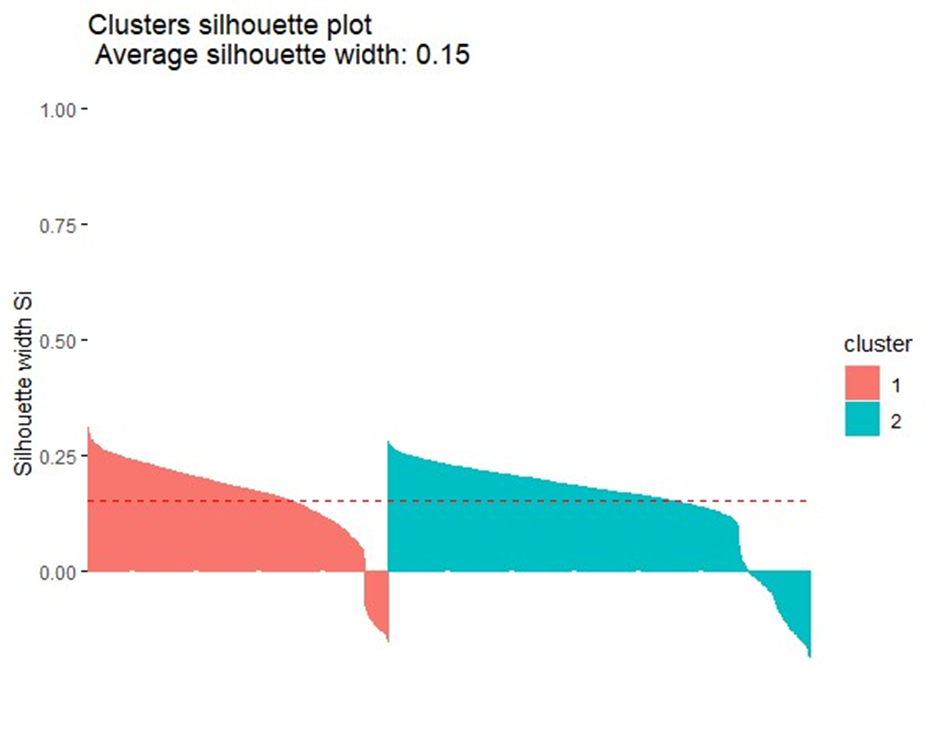 Clusters silhouette plot
Average silhouette width: 0.15
1.00
0.75
0.50
0.25
0.00
Silhouette width Si
cluster
1
2